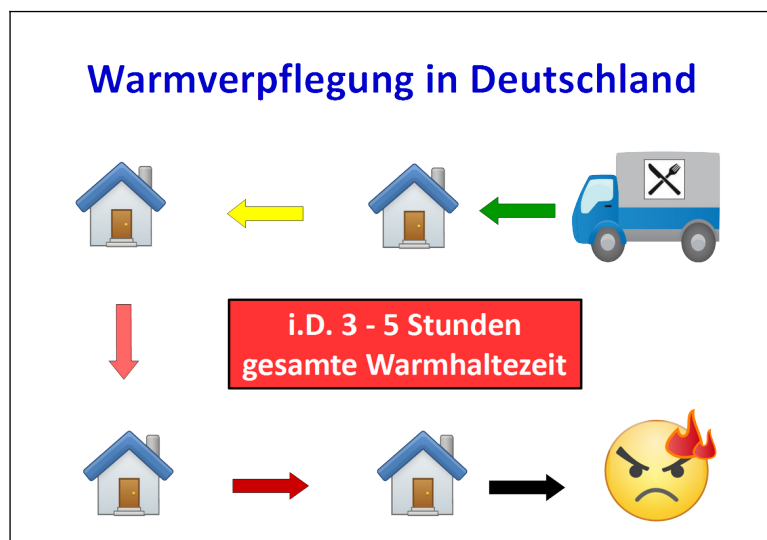 Warmverpflegung in Deutschland
i.D. 3 - 5 Stunden
gesamte Warmhaltezeit